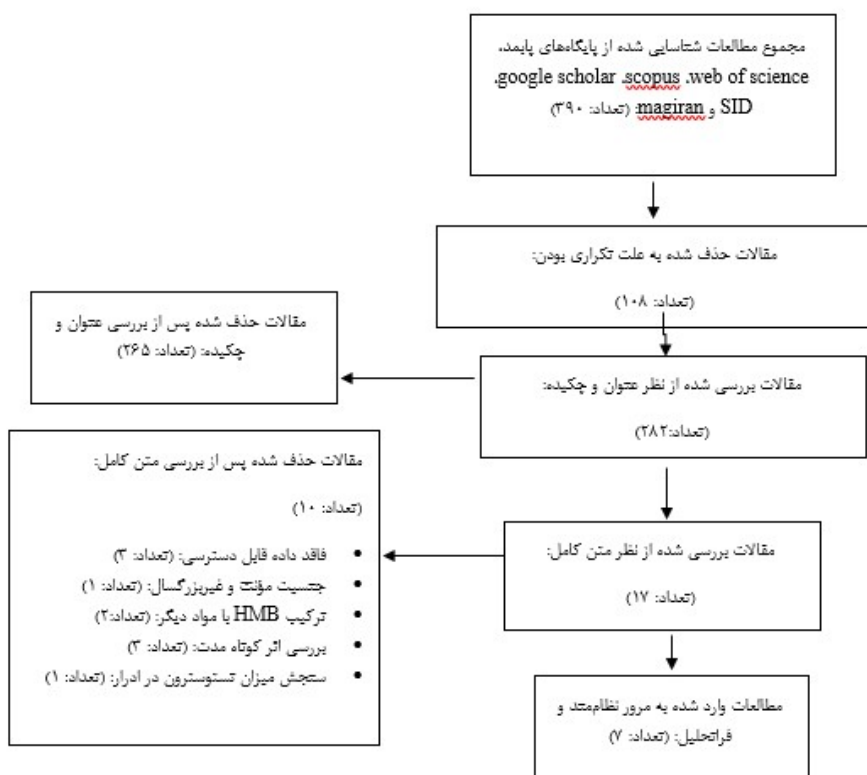 مجموع مطالعات شناسایی شده از پایگاه‌های پابمد،
google scholar .scopus .web of science،
SID و magiran: (تعداد: ۳۹۰)
مقالات حذف شده به علت تکراری بودن:
(تعداد: ۱۰۸)
مقالات حذف شده پس از بررسی عنوان و
چکیده: (تعداد: ۲۶۵)
مقالات بررسی شده از نظر عنوان و چکیده:
(تعداد:۲۸۲)
مقالات حذف شده پس از بررسی متن کامل:
(تعداد: ۱۰)
• فاقد داده قابل دسترسی: (تعداد: ۳)
• جنسیت مؤنث و غیربزرگسال: (تعداد: ۱)
• ترکیب HMB با مواد دیگر: (تعداد:۲)
• بررسی اثر کوتاه مدت: (تعداد: ۳)
• سنجش میزان تستوسترون در ادرار: (تعداد: ۱)
مقالات بررسی شده از نظر متن کامل:
(تعداد: ۱۷)
مطالعات وارد شده به مرور نظام‌مند و
فراتحلیل: (تعداد: ۷)